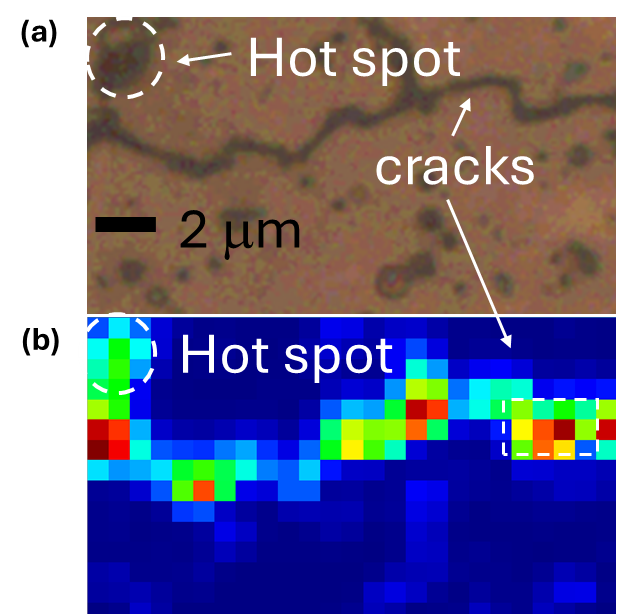 (a)
Hot spot
cracks
2 μm
(b)
Hot spot